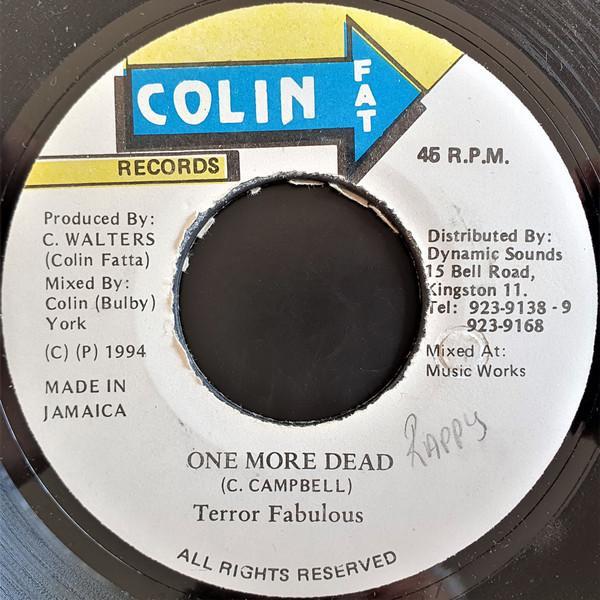 COLIN FAT
RECORDS
45 R.P.M.
Produced By:
C. WALTERS
(Colin Fatta)
Mixed By:
Colin (Bulby)
York
(C) (P) 1994
MADE IN
JAMAICA
Distributed By:
Dynamic Sounds
15 Bell Road,
Kingston 11.
Tel: 923-9138 - 9
923-9168
Mixed At:
Music Works
ONE MORE DEAD
(C. CAMPBELL)
Terror Fabulous
ALL RIGHTS RESERVED